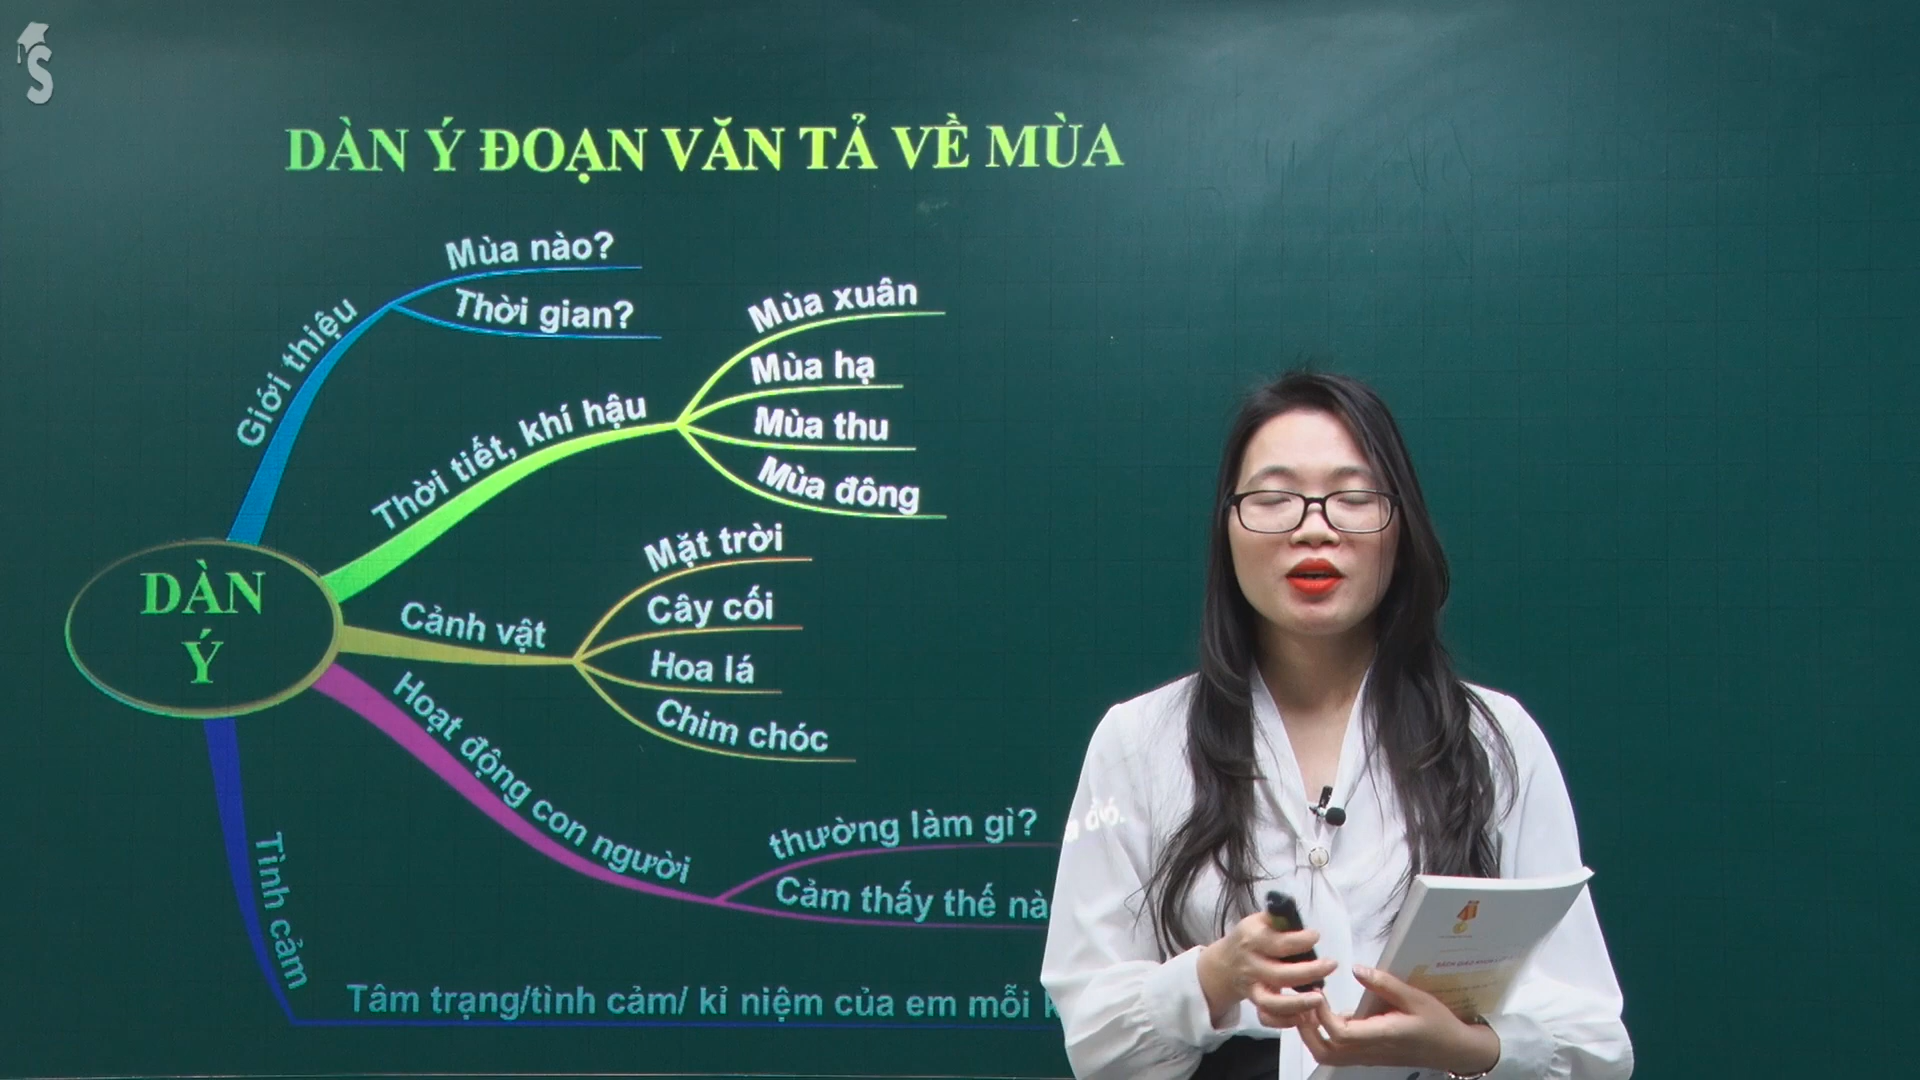 S
DÀN Ý ĐOẠN VĂN TẢ VỀ MÙA
Giới thiệu
Mùa nào?
Thời gian?
Thời tiết, khí hậu
Mùa xuân
Mùa hạ
Mùa thu
Mùa đông
DÀN
Ý
Cảnh vật
Mặt trời
Cây cối
Hoa lá
Chim chóc
Hoạt động con người
thường làm gì?
Cảm thấy thế
Tình cảm
Tâm trạng/tình cảm/ kỉ niệm của em mỗi